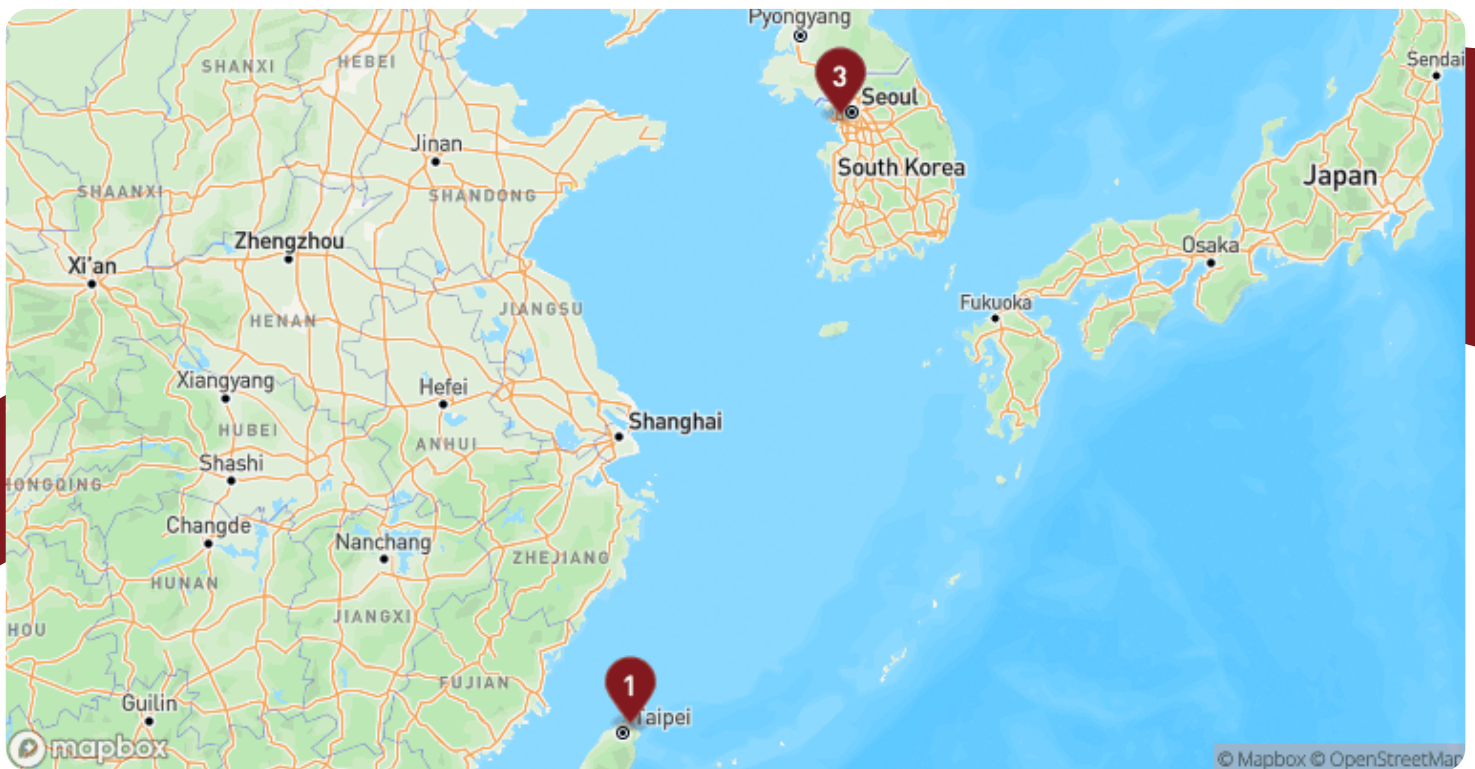 Pyongyang
SHANXI
HEBEI
Sendai
3
Seoul
Jinan
South Korea
Japan
SHAANXI
SHANDONG
Zhengzhou
Osaka
Xi'an
Fukuoka
JIANGSU
HENAN
Xiangyang
Hefei
Shanghai
HUBEI
ANHUI
Shashi
HONGQING
Changde
Nanchang
ZHEJIANG
HUNAN
JIANGXI
HOU
1
FUJIAN
Guilin
Taipei
mapbox
© Mapbox © OpenStreetMap